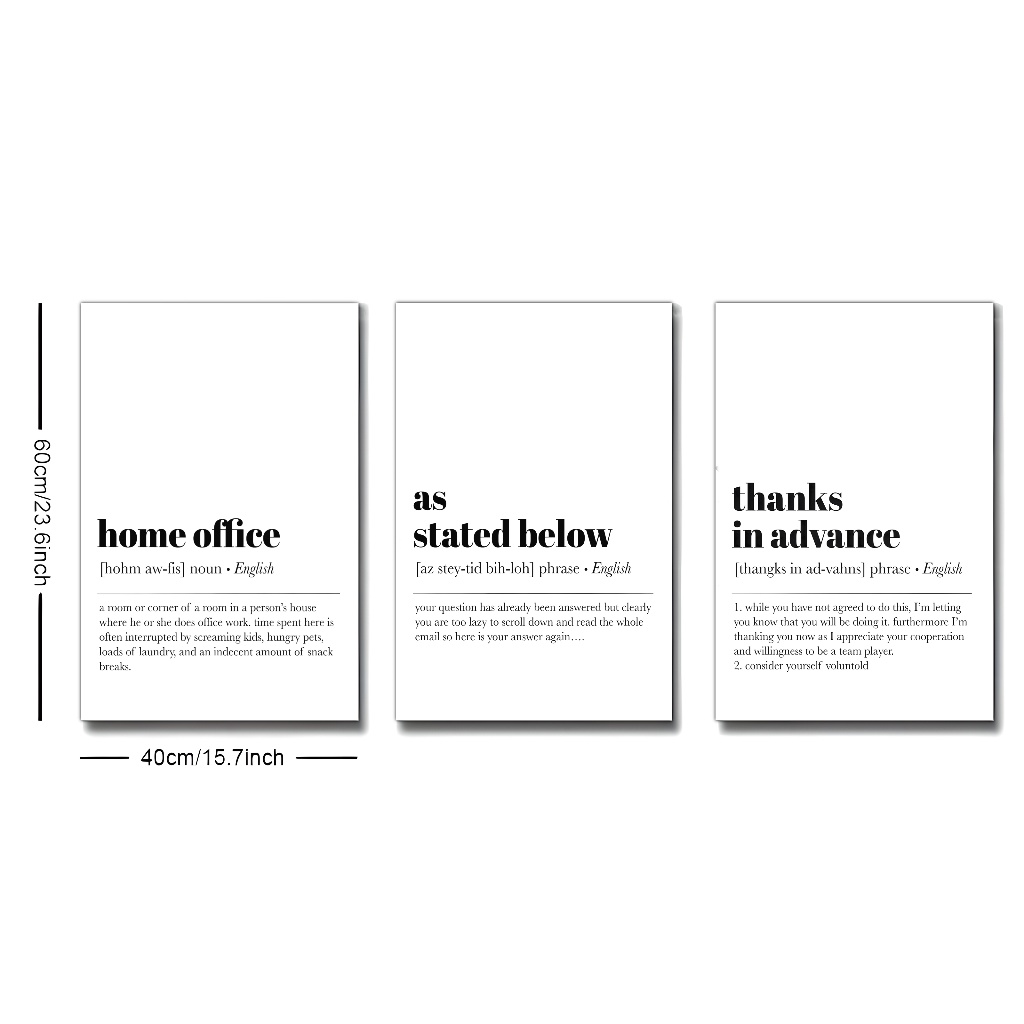 60cm/23.6inch
home office
[hohm aw-fis] noun • English
a room or corner of a room in a person's house
where he or she does office work. time spent here is
often interrupted by screaming kids, hungry pets,
loads of laundry, and an indecent amount of snack
breaks.
as
stated below
[az stey-tid bih-loh] phrase • English
your question has already been answered but clearly
you are too lazy to scroll down and read the whole
email so here is your answer again….
thanks
in advance
[thangks in ad-vahns] phrase • English
1. while you have not agreed to do this, I'm letting
you know that you will be doing it. furthermore I'm
thanking you now as I appreciate your cooperation
and willingness to be a team player.
2. consider yourself voluntold
40cm/15.7inch